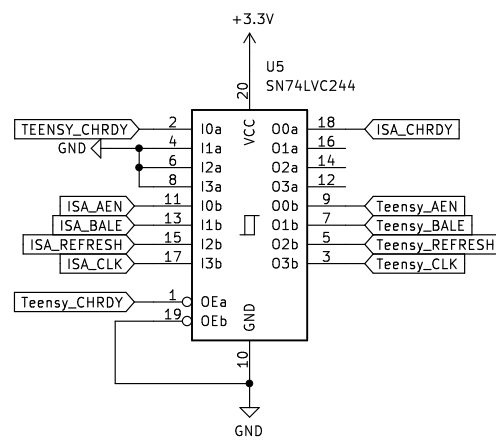 +3.3V
U5
SN74LVC244
20
VCC
TEENSY_CHRDY 2 I0a O0a 18 ISA_CHRDY
GND 4 I1a O1a 16
6 I2a O2a 14
8 I3a O3a 12
ISA_AEN 11 I0b O0b 9 Teensy_AEN
ISA_BALE 13 I1b O1b 7 Teensy_BALE
ISA_REFRESH 15 I2b O2b 5 Teensy_REFRESH
ISA_CLK 17 I3b O3b 3 Teensy_CLK
Teensy_CHRDY 1 OEa
19 OEb
GND
10
GND